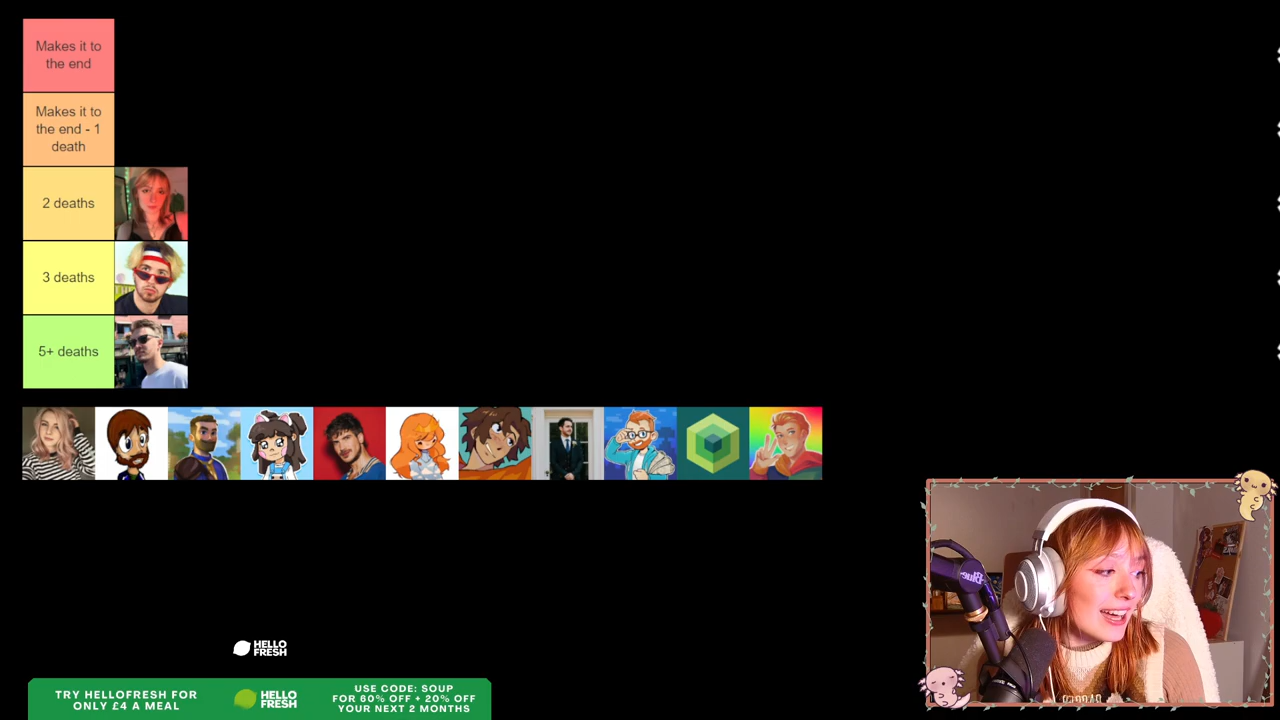 Makes it to
the end
Makes it to
the end - 1
death
2 deaths
3 deaths
5+ deaths
HELLO
FRESH
TRY HELLOFRESH FOR
ONLY £4 A MEAL
HELLO
FRESH
USE CODE: SOUP
FOR 60% OFF + 20% OFF
YOUR NEXT 2 MONTHS
Blue